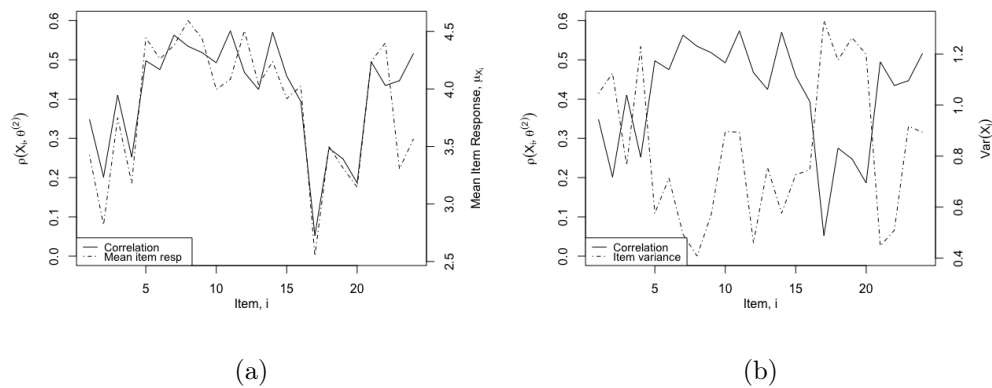 0.6
0.5
0.4
0.3
0.2
0.1
0.0
ρ(Xᵢ, θ⁽²⁾)
4.5
4.0
3.5
3.0
2.5
Mean Item Response, μXᵢ
Correlation
Mean item resp
5 10 15 20
Item, i
(a)
0.6
0.5
0.4
0.3
0.2
0.1
0.0
ρ(Xᵢ, θ⁽²⁾)
1.2
1.0
0.8
0.6
0.4
Var(Xᵢ)
Correlation
Item variance
5 10 15 20
Item, i
(b)